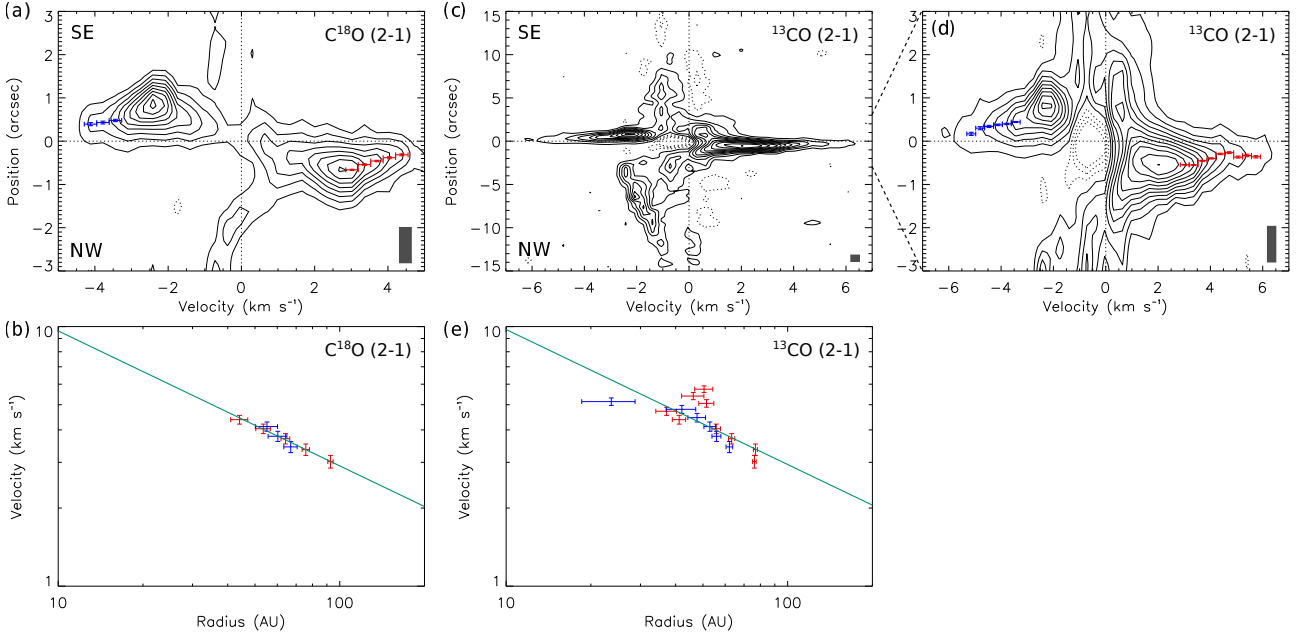 (a)
SE
C¹⁸O (2-1)
NW
3
2
1
0
−1
−2
−3
Position (arcsec)
−4
−2
0
2
4
Velocity (km s⁻¹)
(c)
SE
¹³CO (2-1)
NW
15
10
5
0
−5
−10
−15
Position (arcsec)
−6
−4
−2
0
2
4
6
Velocity (km s⁻¹)
(d)
¹³CO (2-1)
3
2
1
0
−1
−2
−3
−6
−4
−2
0
2
4
6
Velocity (km s⁻¹)
(b)
C¹⁸O (2-1)
10
1
Velocity (km s⁻¹)
10
100
Radius (AU)
(e)
¹³CO (2-1)
10
1
Velocity (km s⁻¹)
10
100
Radius (AU)